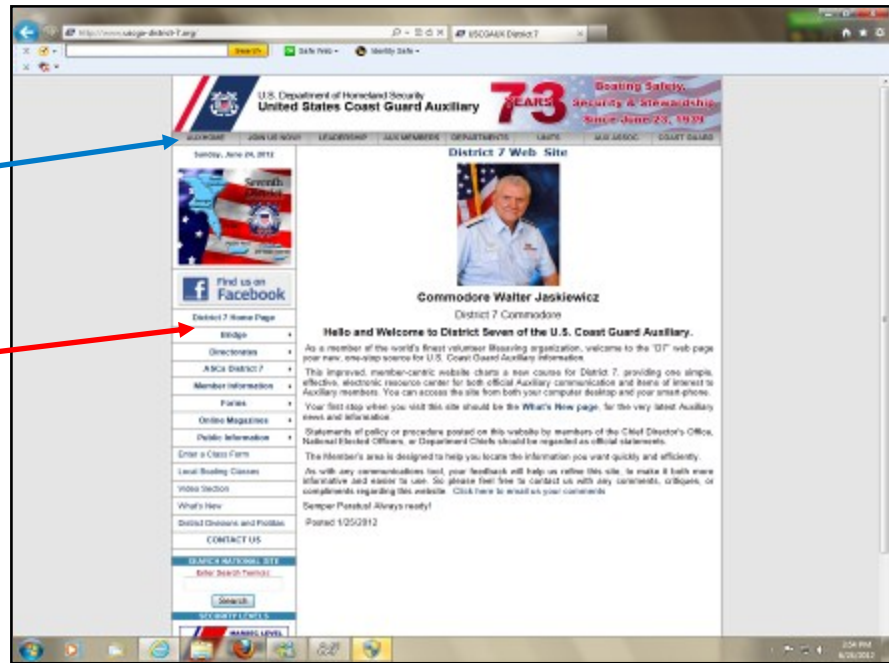 http://www.uscga-district-7.org/
USCGAUX District 7
Search
Safe Web
Identity Safe
U.S. Department of Homeland Security
United States Coast Guard Auxiliary
73 YEARS
Boating Safety,
Security & Stewardship
Since June 23, 1939
AUX HOME JOIN US NOW! LEADERSHIP AUX MEMBERS DEPARTMENTS UNITS AUX ASSOC. COAST GUARD
Sunday, June 24, 2012
District 7 Web Site
Seventh
District
Find us on
Facebook
Commodore Walter Jaskiewicz
District 7 Commodore
Hello and Welcome to District Seven of the U.S. Coast Guard Auxiliary.
As a member of the world's finest volunteer lifesaving organization, welcome to the "D7" web page
your new, one-stop source for U.S. Coast Guard Auxiliary information.
This improved, member-centric website charts a new course for District 7, providing one simple,
effective, electronic resource center for both official Auxiliary communication and items of interest to
Auxiliary members. You can access the site from both your computer desktop and your smart-phone.
Your first stop when you visit this site should be the What's New page, for the very latest Auxiliary
news and information
Statements of policy or procedure posted on this website by members of the Chief Director's Office,
National Elected Officers, or Department Chiefs should be regarded as official statements.
The Member's area is designed to help you locate the information you want quickly and efficiently.
As with any communications tool, your feedback will help us refine this site, to make it both more
informative and easier to use. So please feel free to contact us with any comments, critiques, or
compliments regarding this website. Click here to email us your comments
Semper Paratus! Always ready!
Posted 1/25/2012
District 7 Home Page
Bridge
Directorates
ASCs District 7
Member Information
Forms
Online Magazines
Public Information
Enter a Class Form
Local Boating Classes
Video Section
What's New
District Divisions and Flotillas
CONTACT US
SEARCH NATIONAL SITE
Enter Search Term(s):
Search
SECURITY LEVELS
MARSEC LEVEL
2:54 PM
6/24/2012